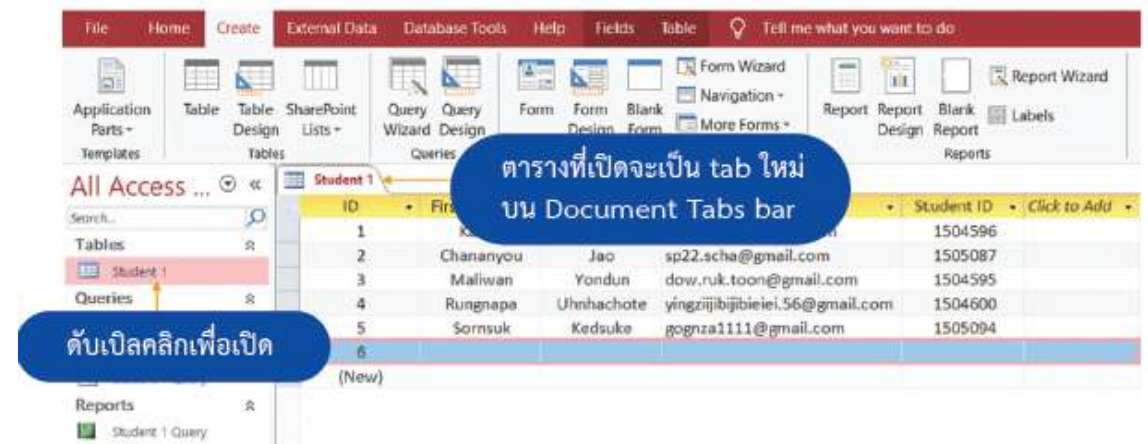 File Home Create External Data Database Tools Help Fields Table Tell me what you want to do
Application Parts Table Table Design SharePoint Lists Query Wizard Query Design Form Form Design Blank Form Form Wizard Navigation More Forms Report Report Design Blank Report Report Wizard Labels
Templates Tables Queries Reports
All Access ...
Search...
Tables
Student 1
Queries
Reports
Student 1 Query
Student 1
ตารางที่เปิดจะเป็น tab ใหม่
บน Document Tabs bar
ดับเบิลคลิกเพื่อเปิด
ID Student ID Click to Add
1 1504596
2 Chananyou Jao sp22.scha@gmail.com 1505087
3 Maliwan Yondun dow.ruk.toon@gmail.com 1504595
4 Rungnapa Uhnhachote 1504600
5 Sornsuk Kedsuke gognza1111@gmail.com 1505094
6
(New)